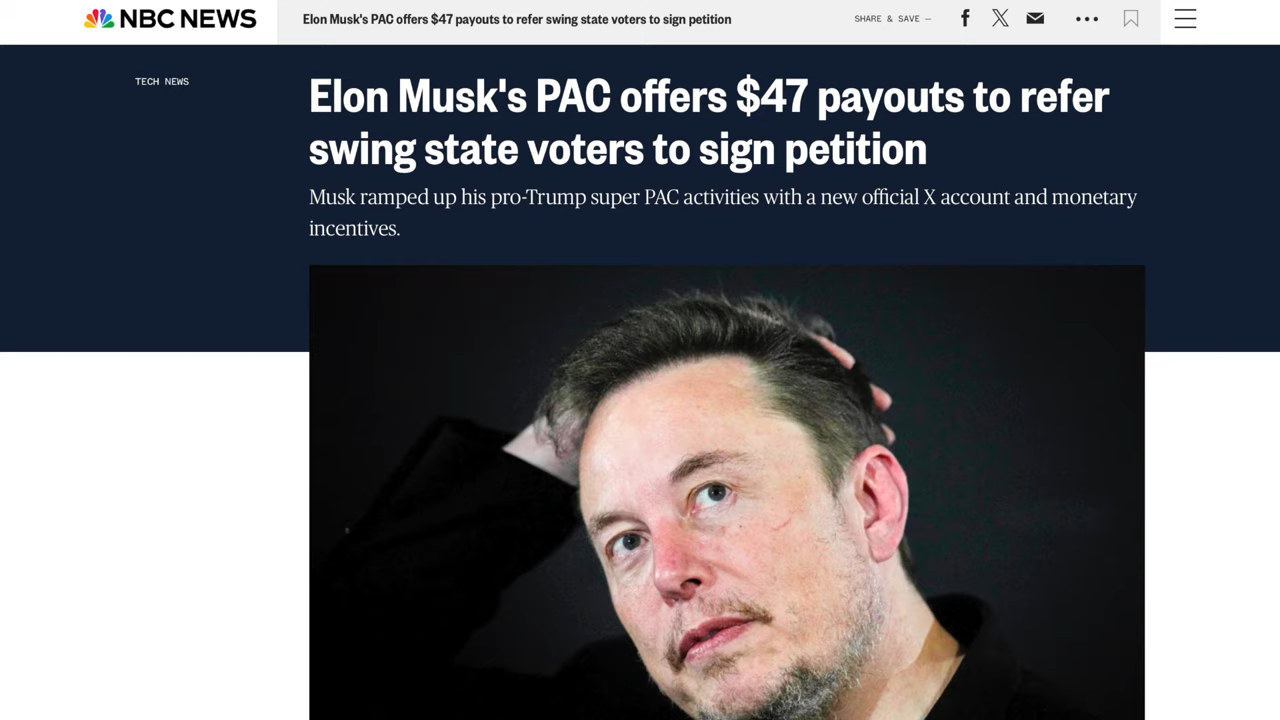 NBC NEWS
Elon Musk's PAC offers $47 payouts to refer swing state voters to sign petition
SHARE & SAVE —
TECH NEWS
Elon Musk's PAC offers $47 payouts to refer
swing state voters to sign petition
Musk ramped up his pro-Trump super PAC activities with a new official X account and monetary
incentives.